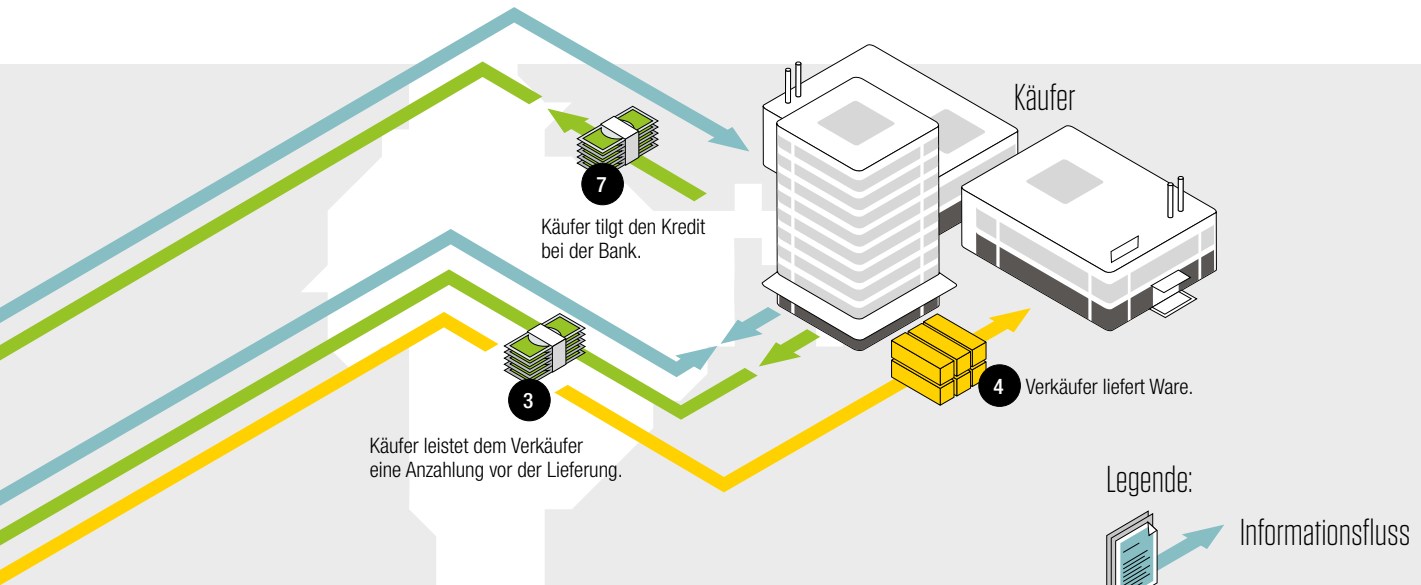 Käufer
7
Käufer tilgt den Kredit
bei der Bank.
3
Käufer leistet dem Verkäufer
eine Anzahlung vor der Lieferung.
4
Verkäufer liefert Ware.
Legende:
Informationsfluss